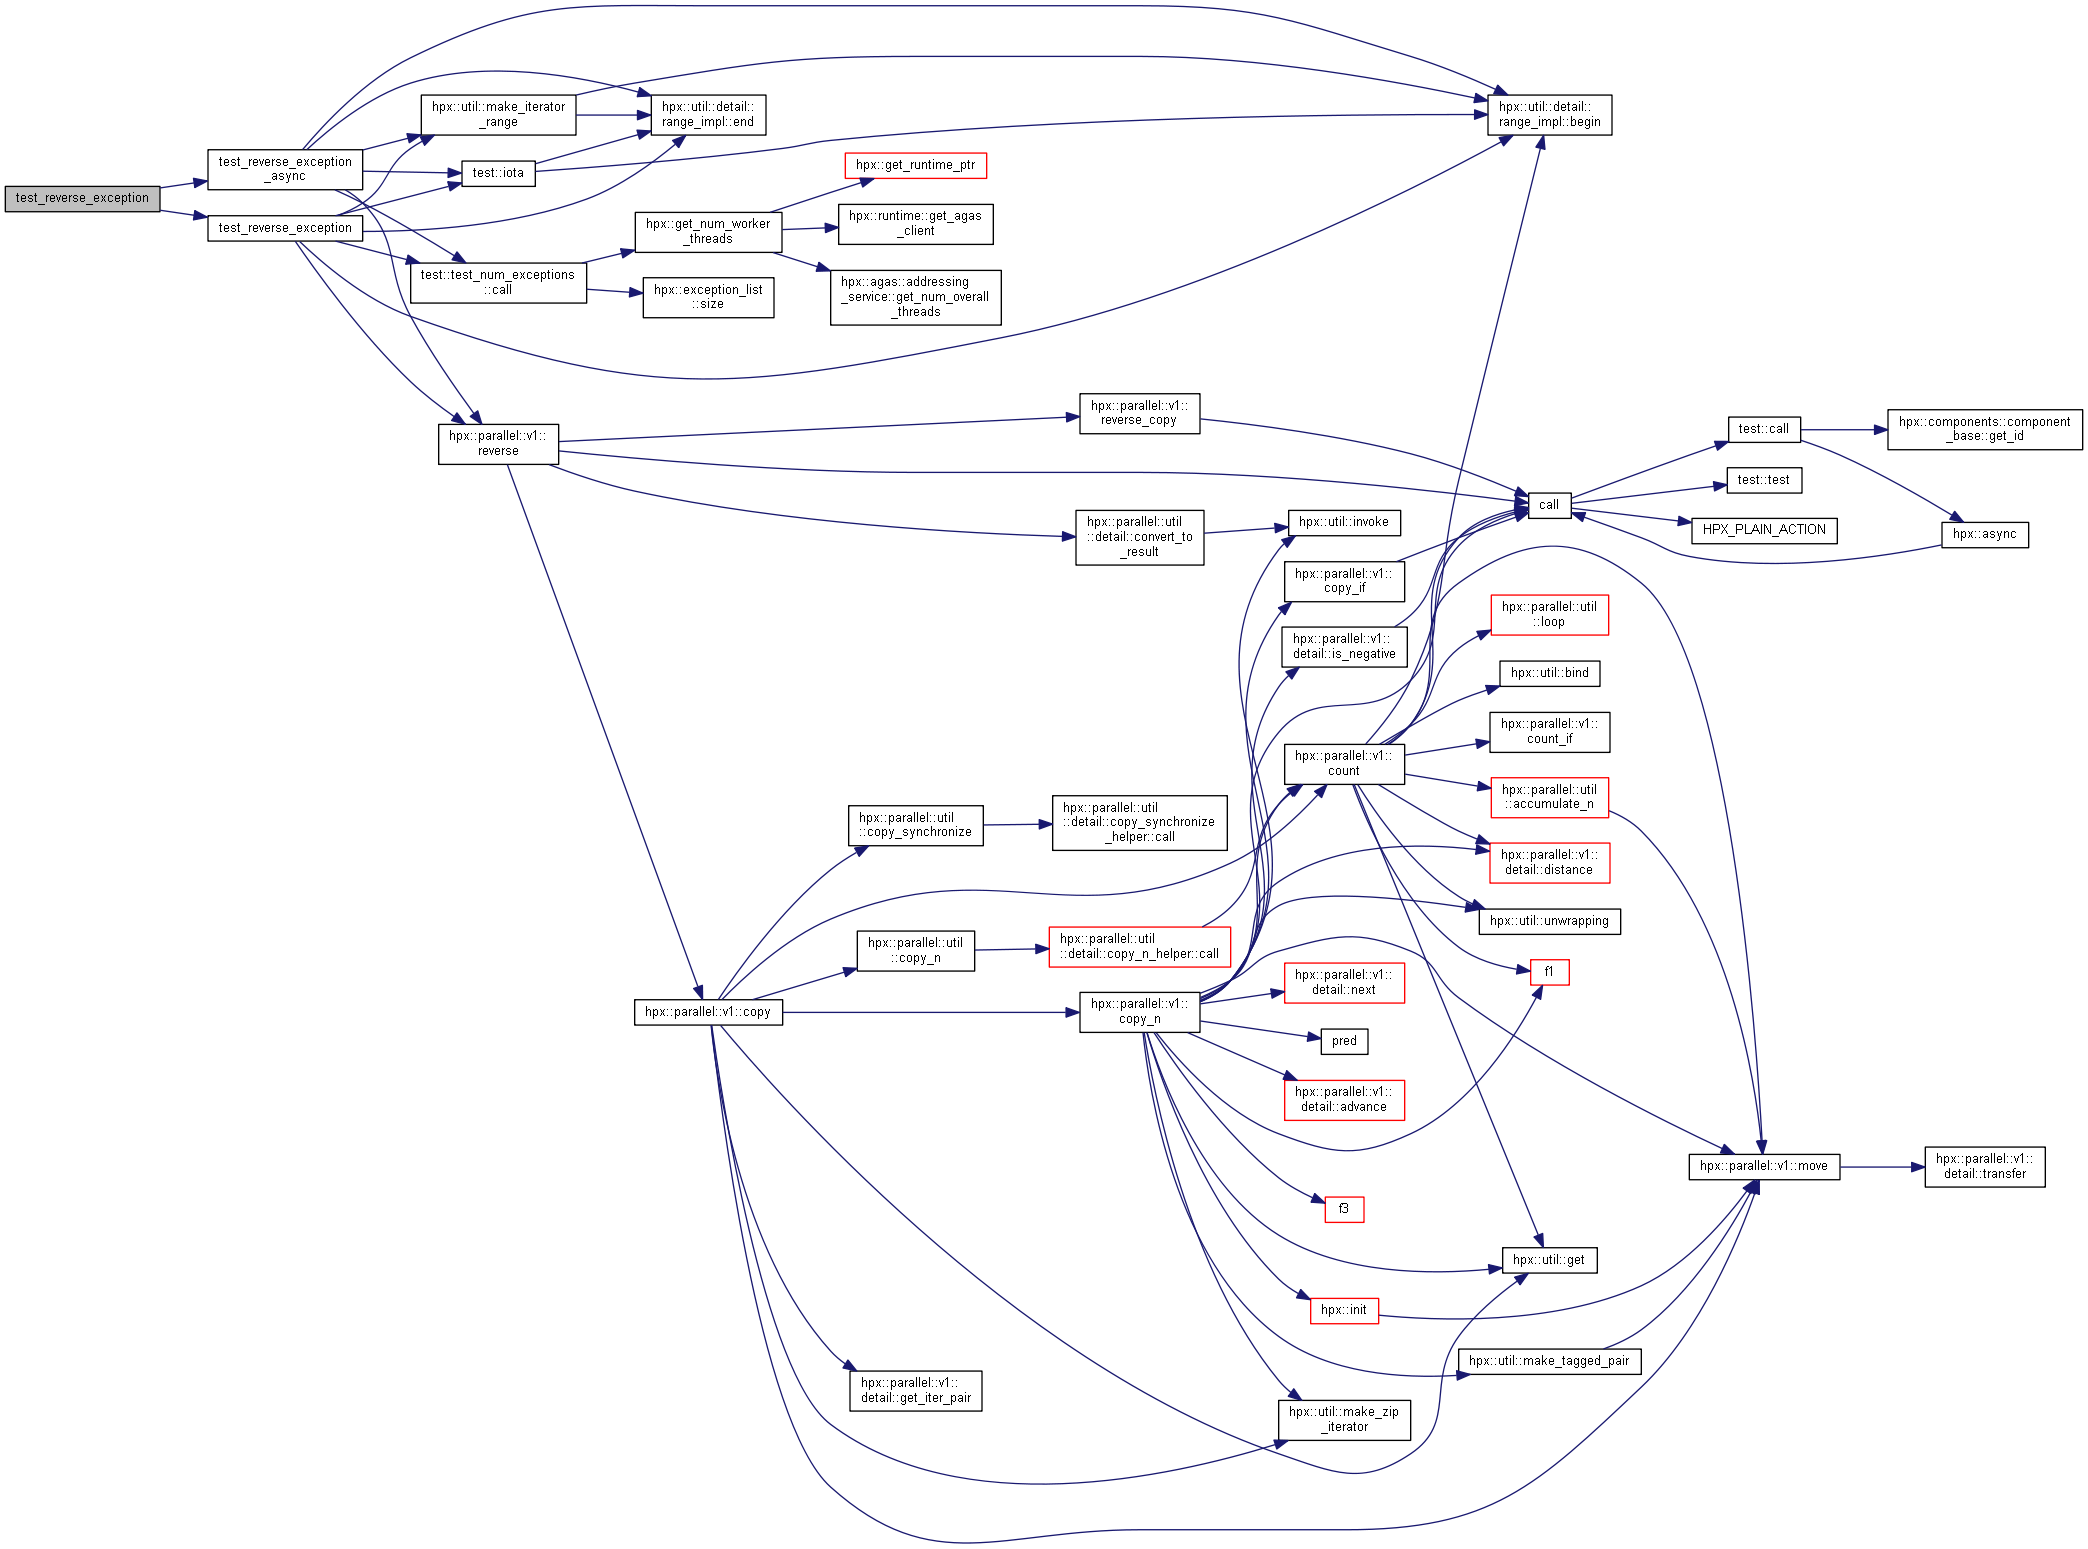 test_reverse_exception
test_reverse_exception
_async
test_reverse_exception
hpx::util::make_iterator
_range
test::iota
test::test_num_exceptions
::call
hpx::parallel::v1::
reverse
hpx::util::detail::
range_impl::end
hpx::get_num_worker
_threads
hpx::exception_list
::size
hpx::get_runtime_ptr
hpx::runtime::get_agas
_client
hpx::agas::addressing
_service::get_num_overall
_threads
hpx::util::detail::
range_impl::begin
hpx::parallel::v1::
reverse_copy
hpx::parallel::util
::detail::convert_to
_result
hpx::util::invoke
hpx::parallel::v1::
copy_if
hpx::parallel::v1::
detail::is_negative
call
test::call
test::test
HPX_PLAIN_ACTION
hpx::components::component
_base::get_id
hpx::async
hpx::parallel::util
::loop
hpx::util::bind
hpx::parallel::v1::
count_if
hpx::parallel::v1::
count
hpx::parallel::util
::accumulate_n
hpx::parallel::v1::
detail::distance
hpx::util::unwrapping
f1
hpx::parallel::util
::copy_synchronize
hpx::parallel::util
::detail::copy_synchronize
_helper::call
hpx::parallel::util
::copy_n
hpx::parallel::util
::detail::copy_n_helper::call
hpx::parallel::v1::copy
hpx::parallel::v1::
copy_n
hpx::parallel::v1::
detail::next
pred
hpx::parallel::v1::
detail::advance
f3
hpx::parallel::v1::move
hpx::parallel::v1::
detail::transfer
hpx::util::get
hpx::init
hpx::util::make_tagged_pair
hpx::parallel::v1::
detail::get_iter_pair
hpx::util::make_zip
_iterator